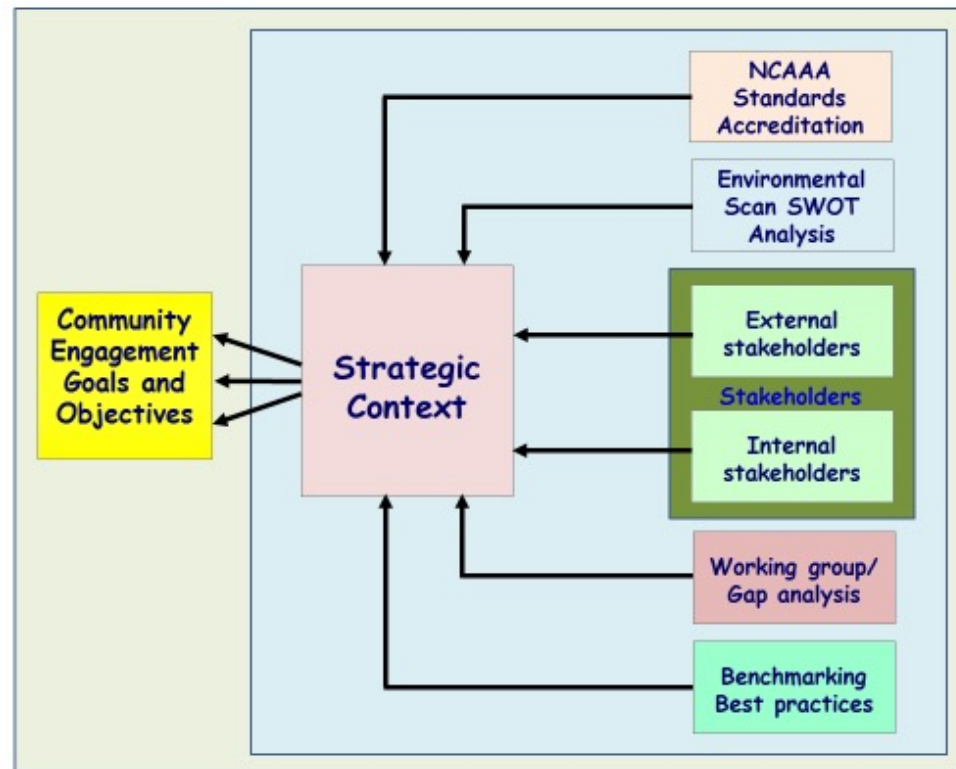 NCAAA
Standards
Accreditation
Environmental
Scan SWOT
Analysis
Community
Engagement
Goals and
Objectives
Strategic
Context
External
stakeholders
Stakeholders
Internal
stakeholders
Working group/
Gap analysis
Benchmarking
Best practices